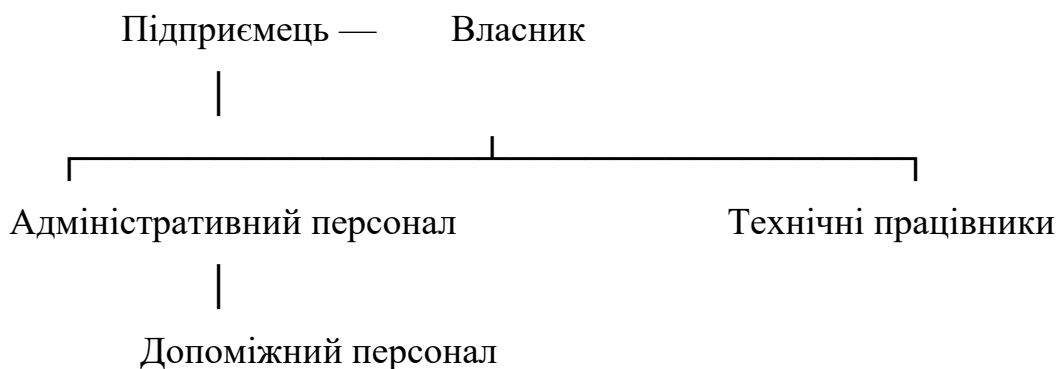 Підприємець — Власник
Адміністративний персонал Технічні працівники
Допоміжний персонал